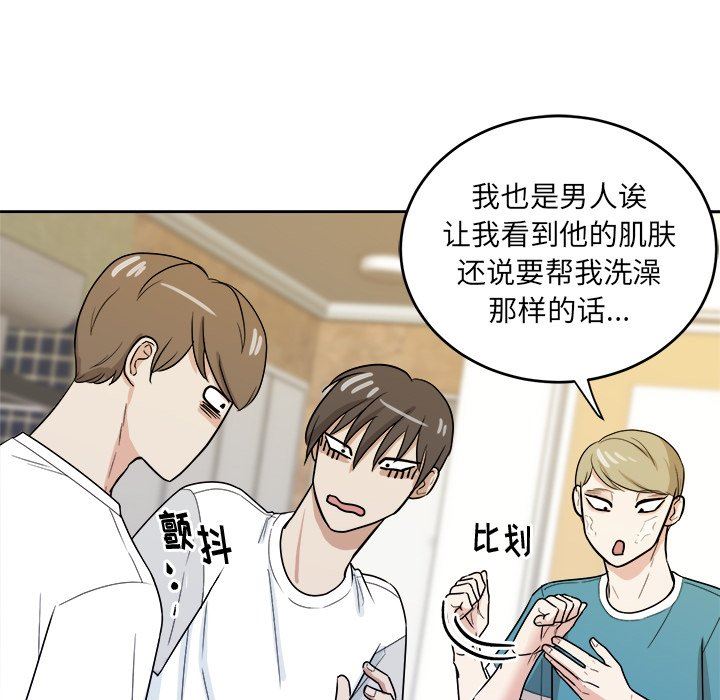 我也是男人诶
让我看到他的肌肤
还说要帮我洗澡
那样的话...
颤抖
比划